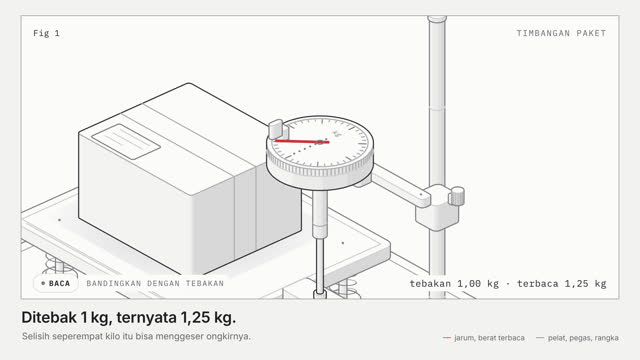 Fig 1
TIMBANGAN PAKET
kg
BACA
BANDINGKAN DENGAN TEBAKAN
tebakan 1,00 kg · terbaca 1,25 kg
Ditebak 1 kg, ternyata 1,25 kg.
Selisih seperempat kilo itu bisa menggeser ongkirnya.
jarum, berat terbaca
pelat, pegas, rangka